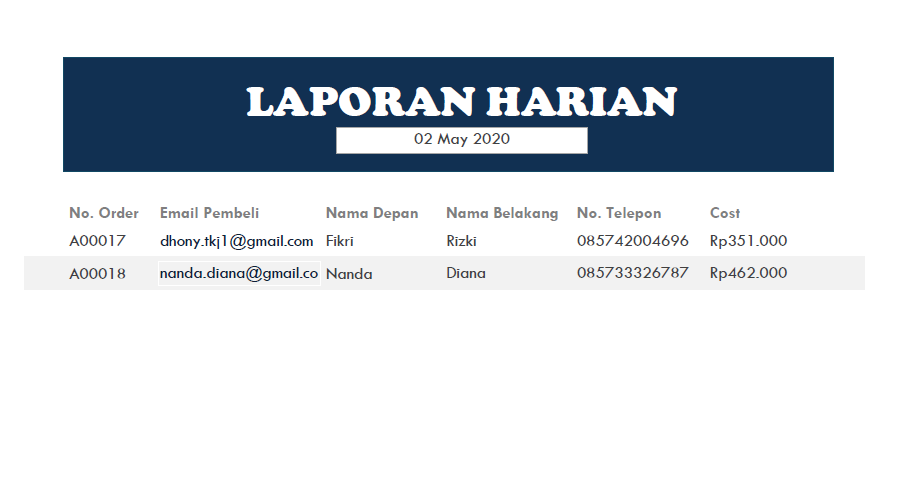 LAPORAN HARIAN
02 May 2020
No. Order Email Pembeli Nama Depan Nama Belakang No. Telepon Cost
A00017 dhony.tkj1@gmail.com Fikri Rizki 085742004696 Rp351.000
A00018 nanda.diana@gmail.co Nanda Diana 085733326787 Rp462.000